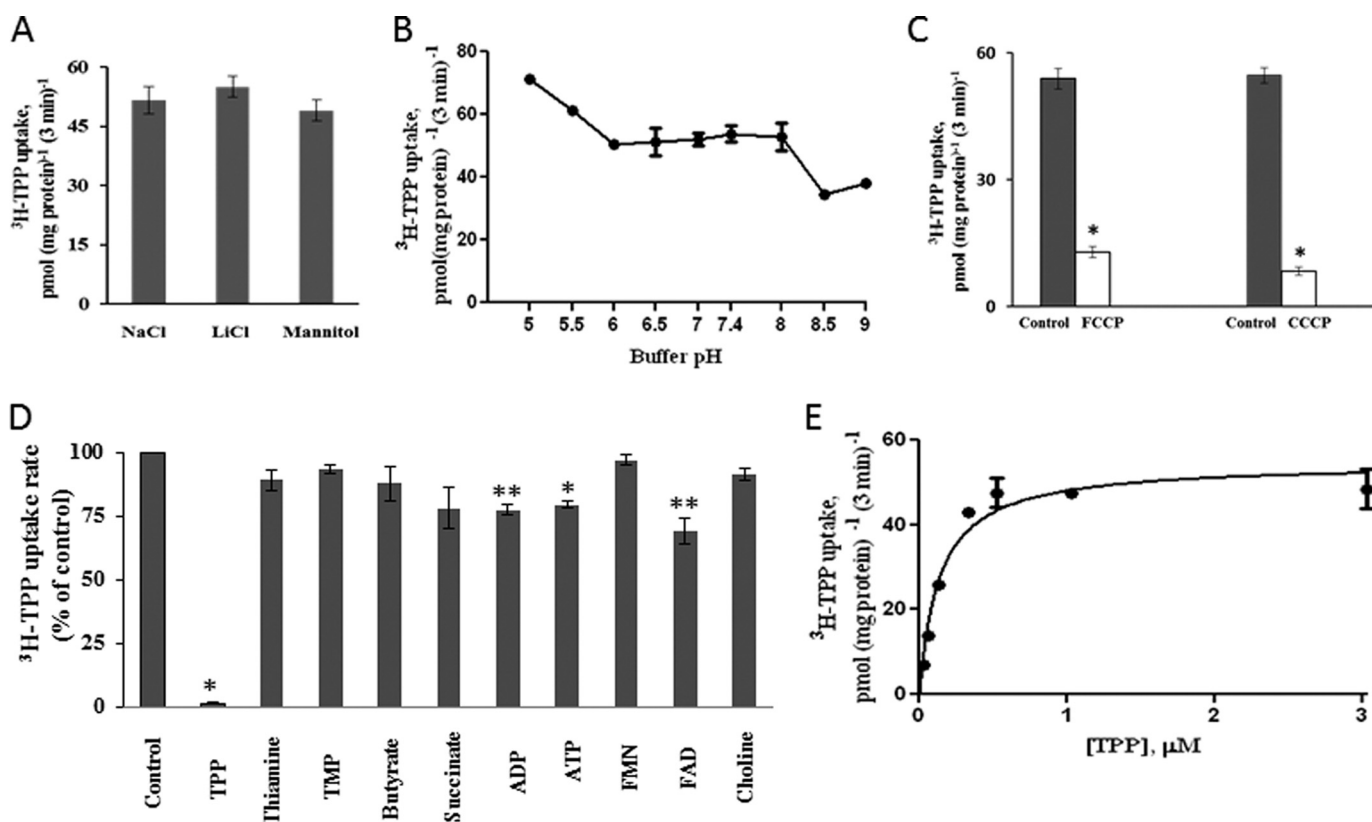 A
³H-TPP uptake,
pmol (mg protein)⁻¹ (3 min)⁻¹
60
45
30
15
0
NaCl LiCl Mannitol
B
³H-TPP uptake,
pmol(mg protein) ⁻¹ (3 min) ⁻¹
80
60
40
20
0
5 5.5 6 6.5 7 7.4 8 8.5 9
Buffer pH
C
³H-TPP uptake,
pmol (mg protein)⁻¹ (3 min)⁻¹
60
30
0
* *
Control FCCP Control CCCP
D
³H-TPP uptake rate
(% of control)
100
75
50
25
0
* ** * **
Control
TPP
Thiamine
TMP
Butyrate
Succinate
ADP
ATP
FMN
FAD
Choline
E
³H-TPP uptake,
pmol (mg protein) ⁻¹ (3 min)⁻¹
60
40
20
0
0 1 2 3
[TPP], μM